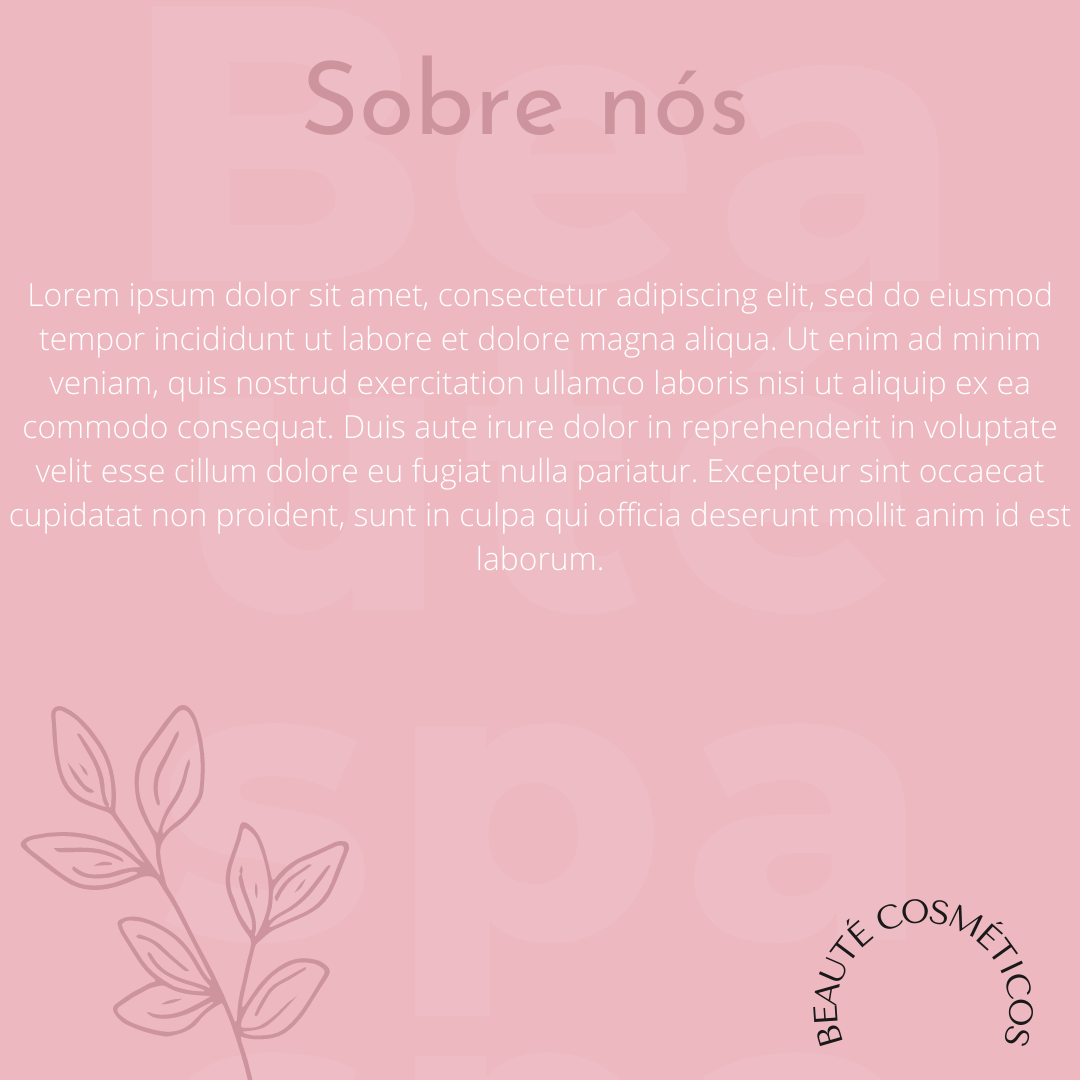 Sobre nós
Lorem ipsum dolor sit amet, consectetur adipiscing elit, sed do eiusmod
tempor incididunt ut labore et dolore magna aliqua. Ut enim ad minim
veniam, quis nostrud exercitation ullamco laboris nisi ut aliquip ex ea
commodo consequat. Duis aute irure dolor in reprehenderit in voluptate
velit esse cillum dolore eu fugiat nulla pariatur. Excepteur sint occaecat
cupidatat non proident, sunt in culpa qui officia deserunt mollit anim id est
laborum.
Bea
uté
spa
BEAUTÉ COSMÉTICOS